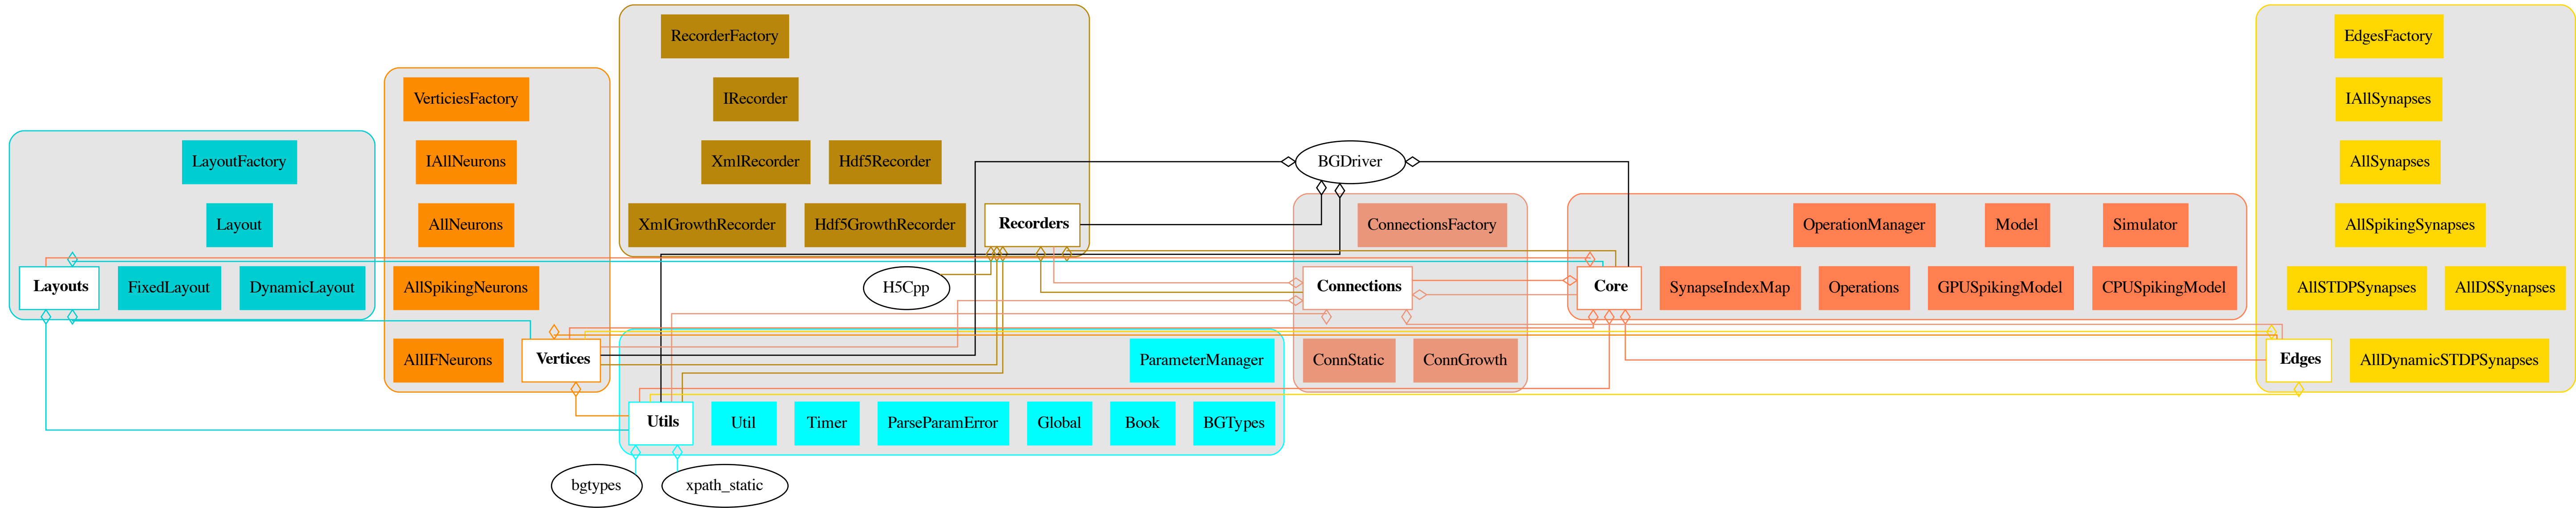 RecorderFactory
EdgesFactory
VerticiesFactory
IRecorder
IAllSynapses
LayoutFactory
IAllNeurons
XmlRecorder
Hdf5Recorder
BGDriver
AllSynapses
Layout
AllNeurons
XmlGrowthRecorder
Hdf5GrowthRecorder
Recorders
ConnectionsFactory
OperationManager
Model
Simulator
AllSpikingSynapses
Layouts
FixedLayout
DynamicLayout
AllSpikingNeurons
H5Cpp
Connections
Core
SynapseIndexMap
Operations
GPUSpikingModel
CPUSpikingModel
AllSTDPSynapses
AllDSSynapses
AllIFNeurons
Vertices
ParameterManager
ConnStatic
ConnGrowth
Edges
AllDynamicSTDPSynapses
Utils
Util
Timer
ParseParamError
Global
Book
BGTypes
bgtypes
xpath_static